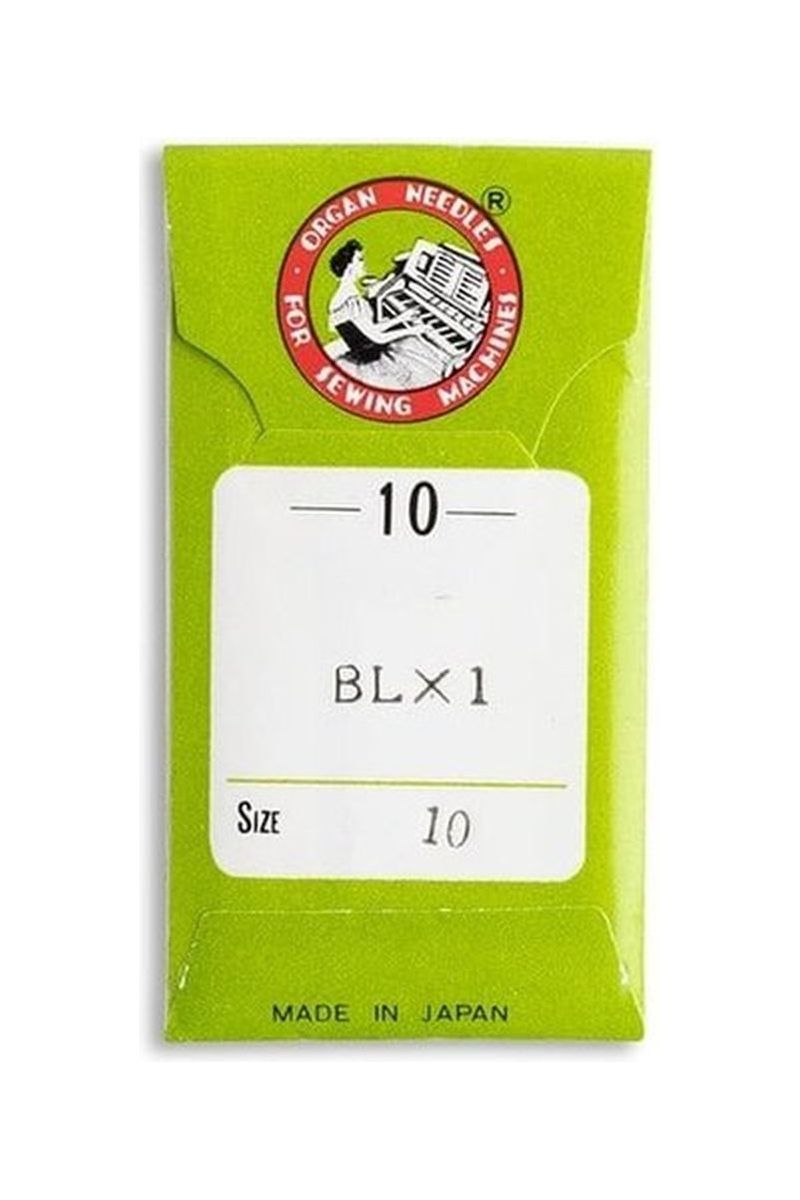 ORGAN NEEDLES ®
FOR SEWING MACHINES
10
BL×1
SIZE 10
MADE IN JAPAN